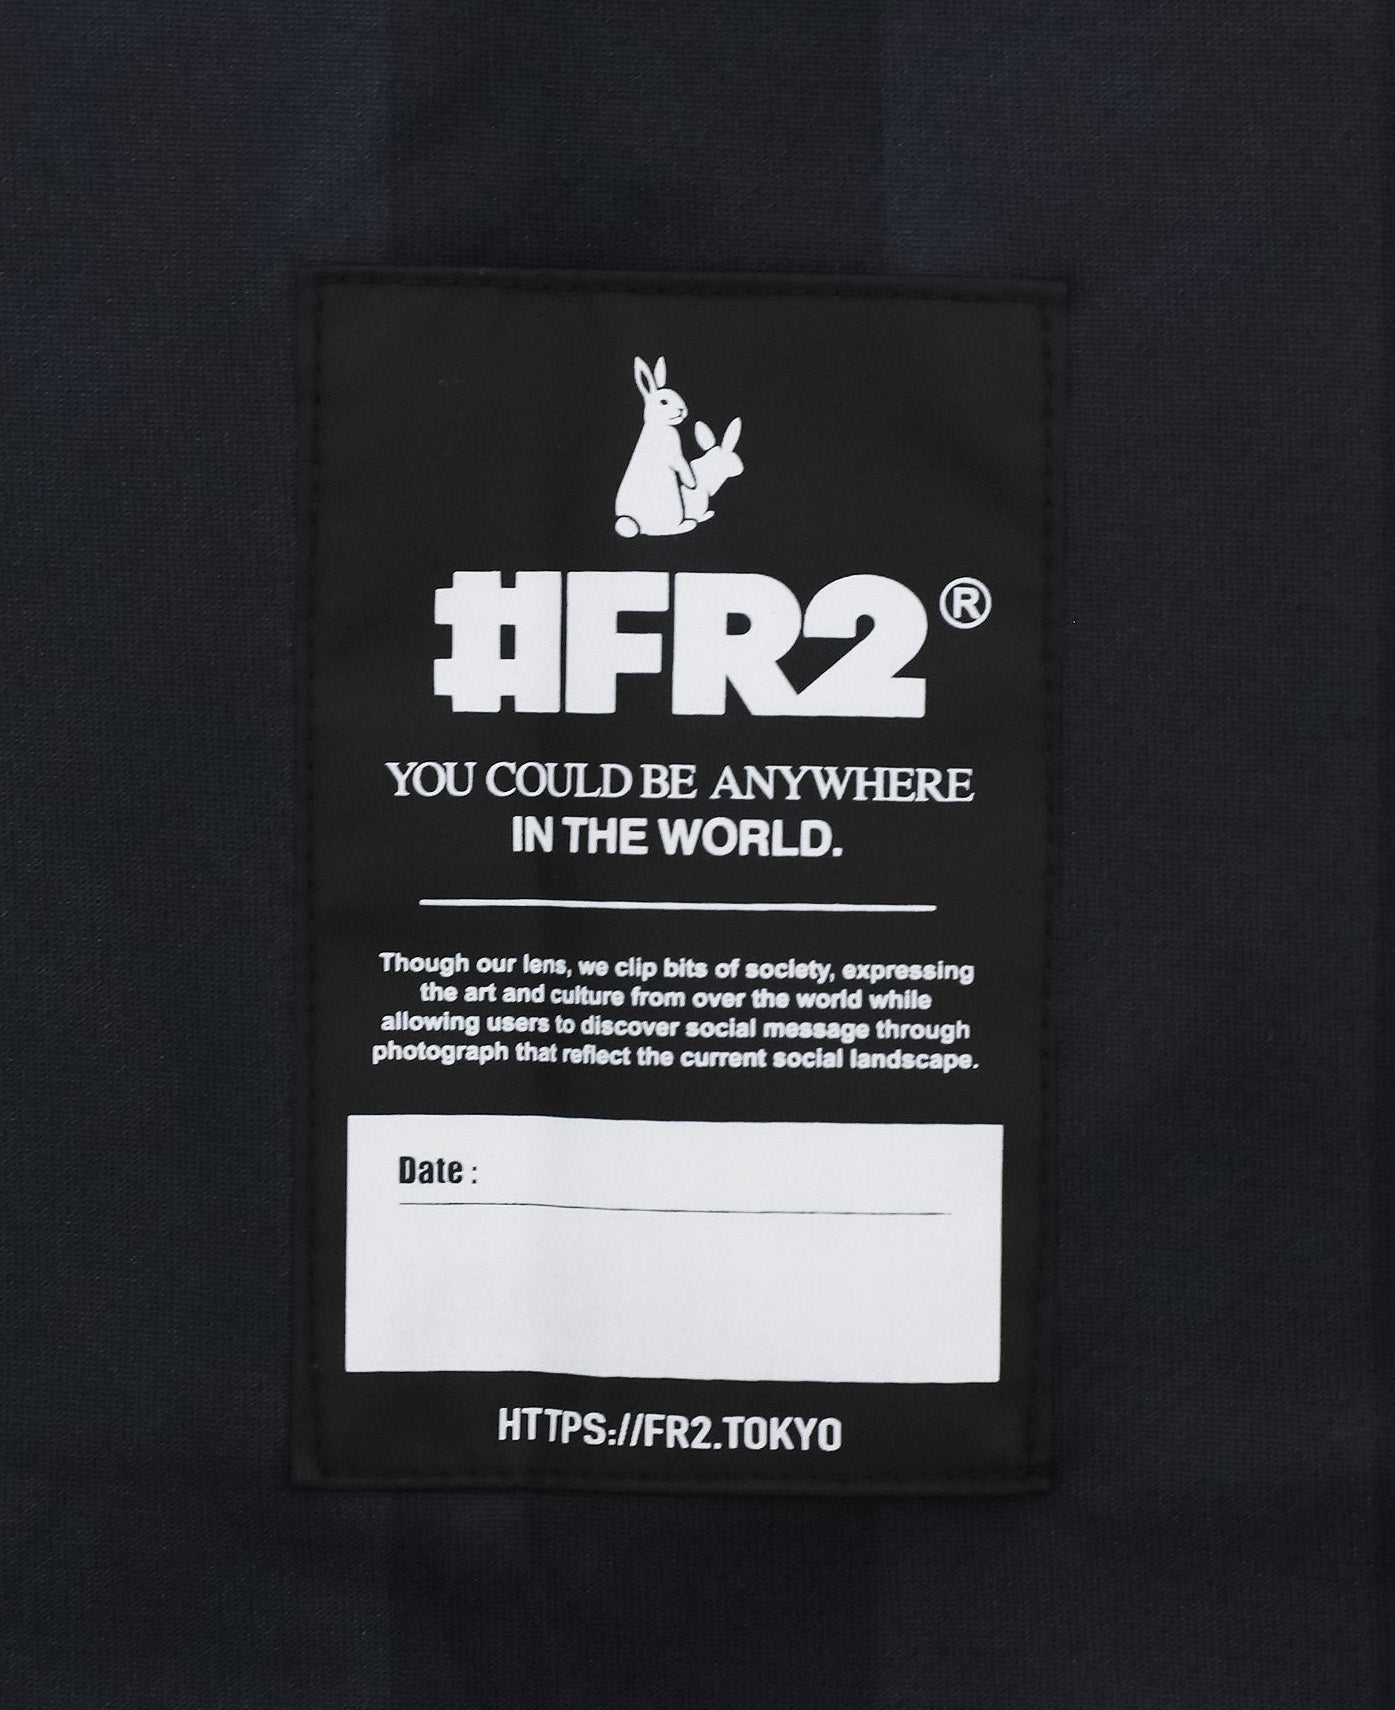 #FR2®
YOU COULD BE ANYWHERE
IN THE WORLD.
Though our lens, we clip bits of society, expressing
the art and culture from over the world while
allowing users to discover social message through
photograph that reflect the current social landscape.
Date :
HTTPS://FR2.TOKYO